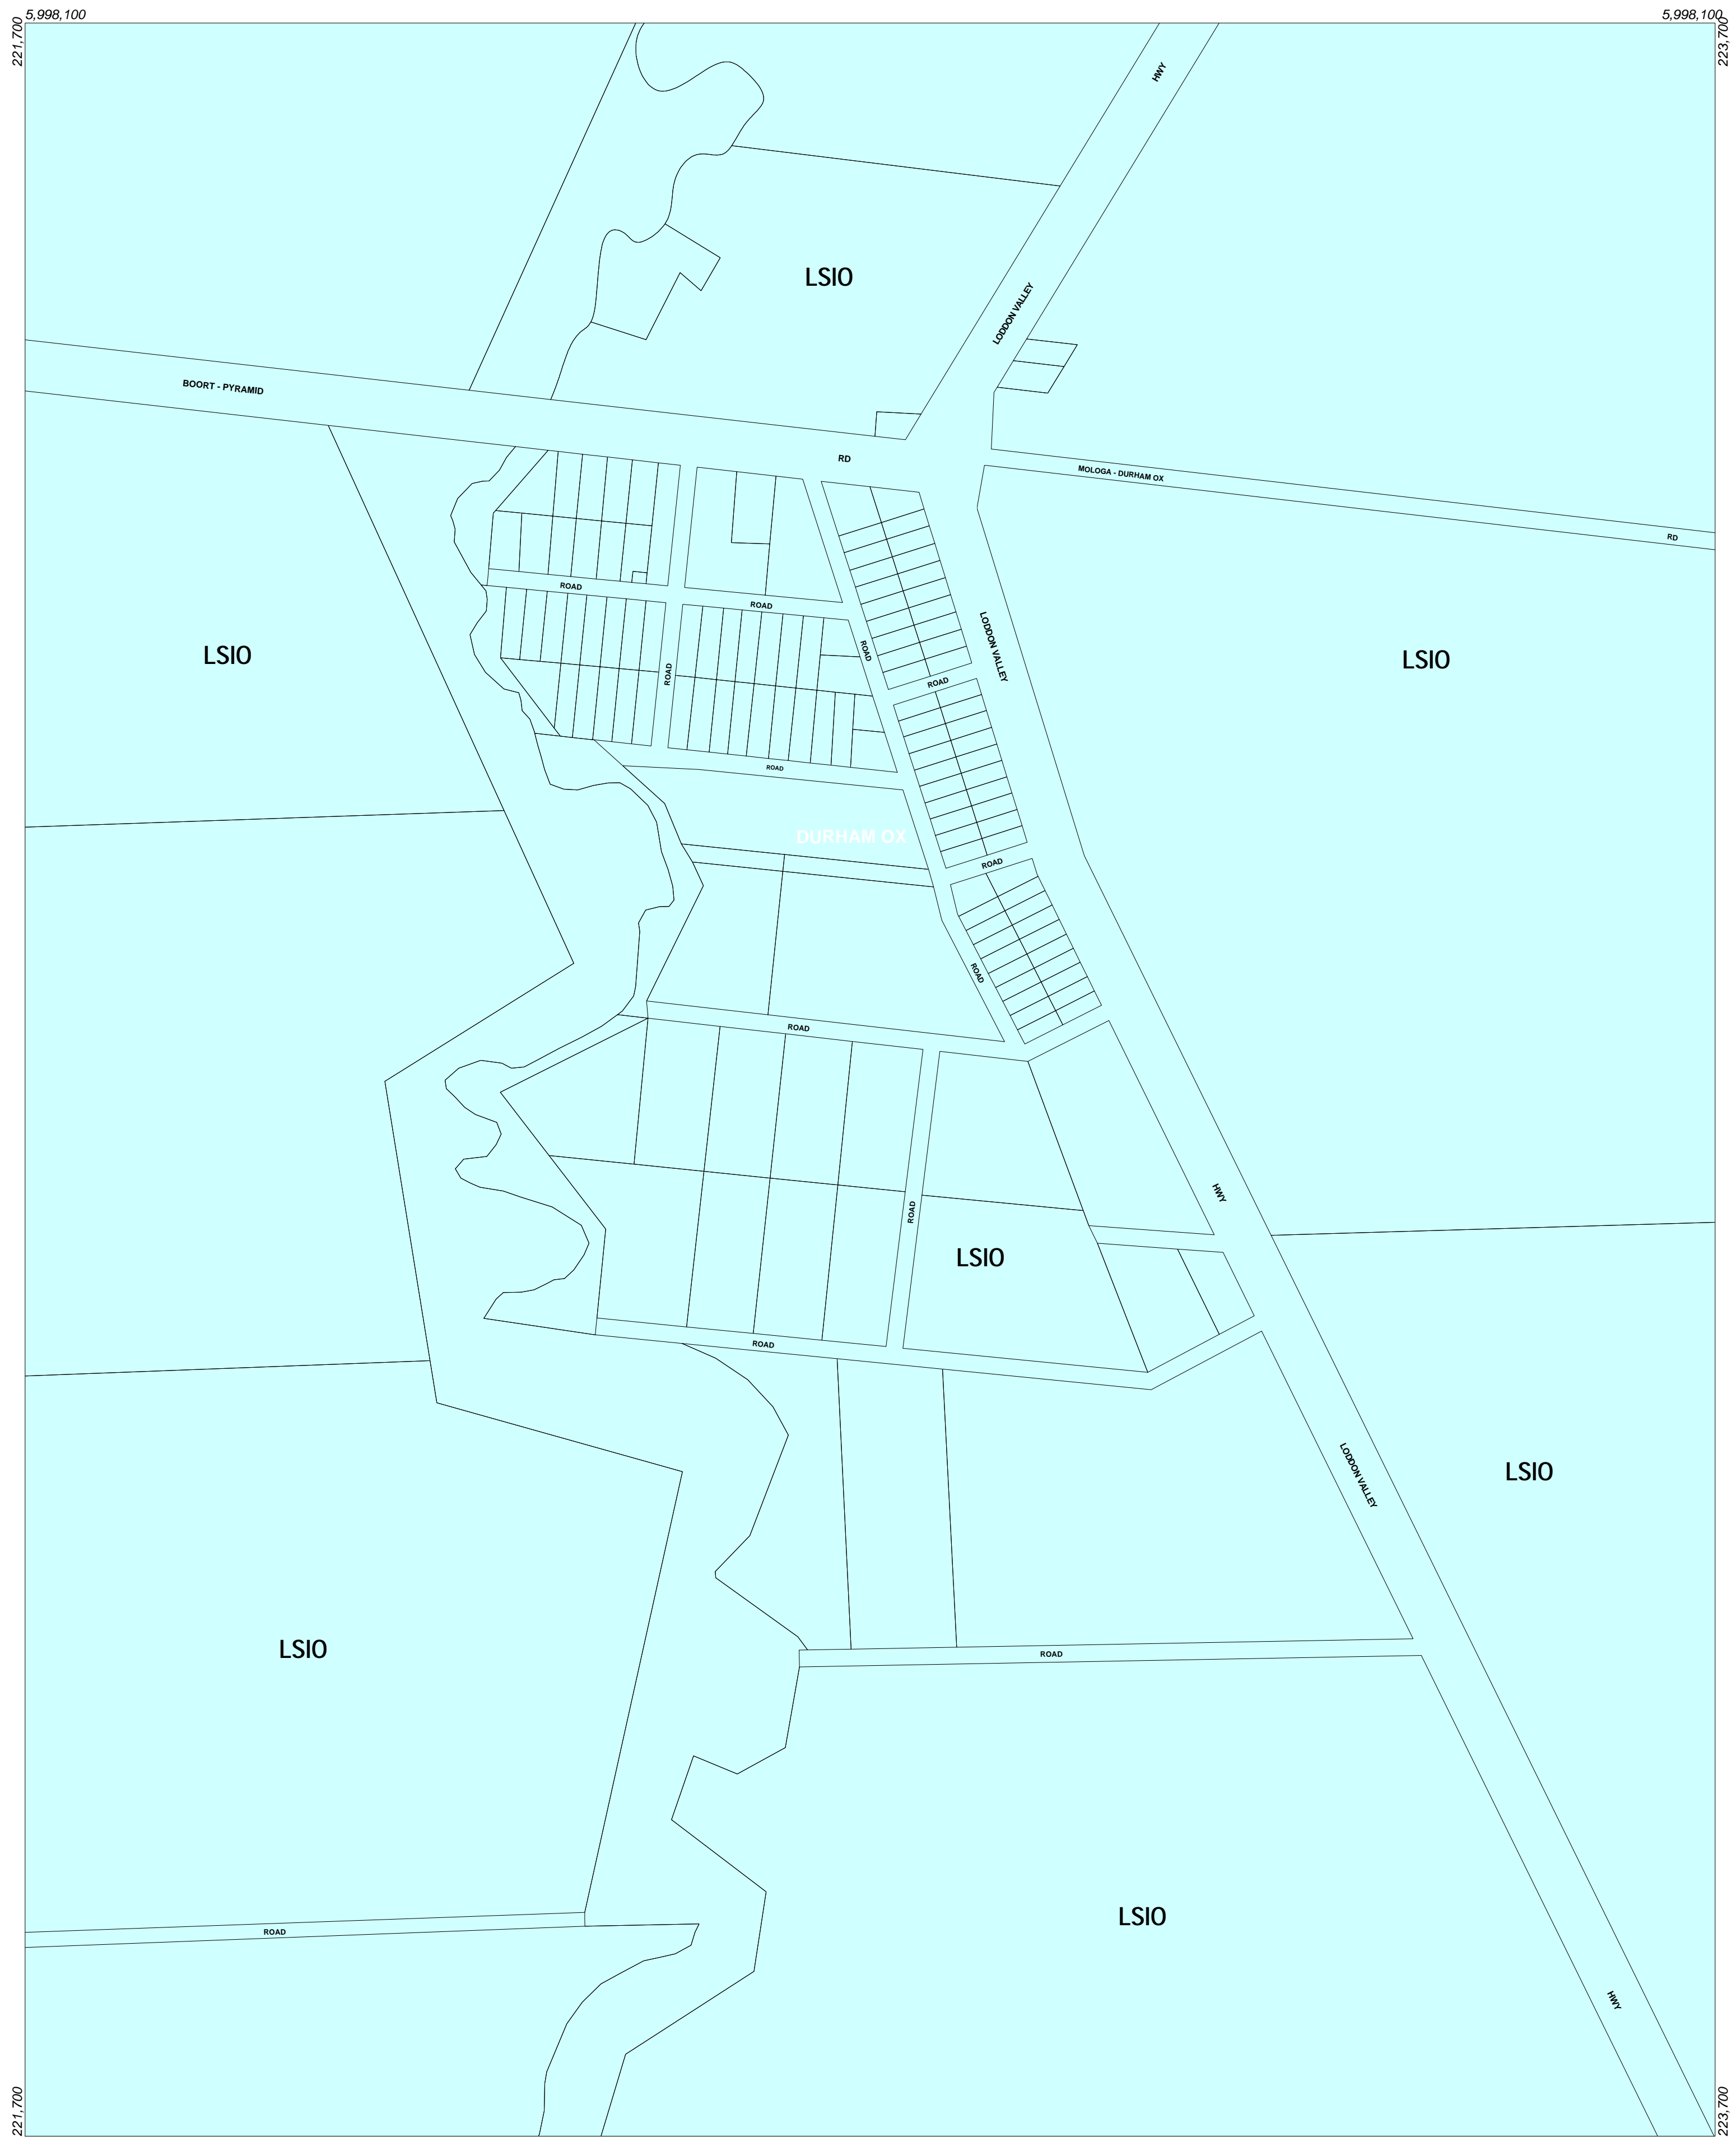 5,998,100
5,998,100
221,700
223,700
HWY
LSIO
LODDON VALLEY
BOORT - PYRAMID
RD
MOLOGA - DURHAM OX
RD
ROAD
ROAD
ROAD
LODDON VALLEY
LSIO
LSIO
ROAD
ROAD
ROAD
DURHAM OX
ROAD
ROAD
ROAD
HWY
ROAD
LSIO
ROAD
LODDON VALLEY
LSIO
LSIO
ROAD
LSIO
ROAD
HWY
221,700
223,700